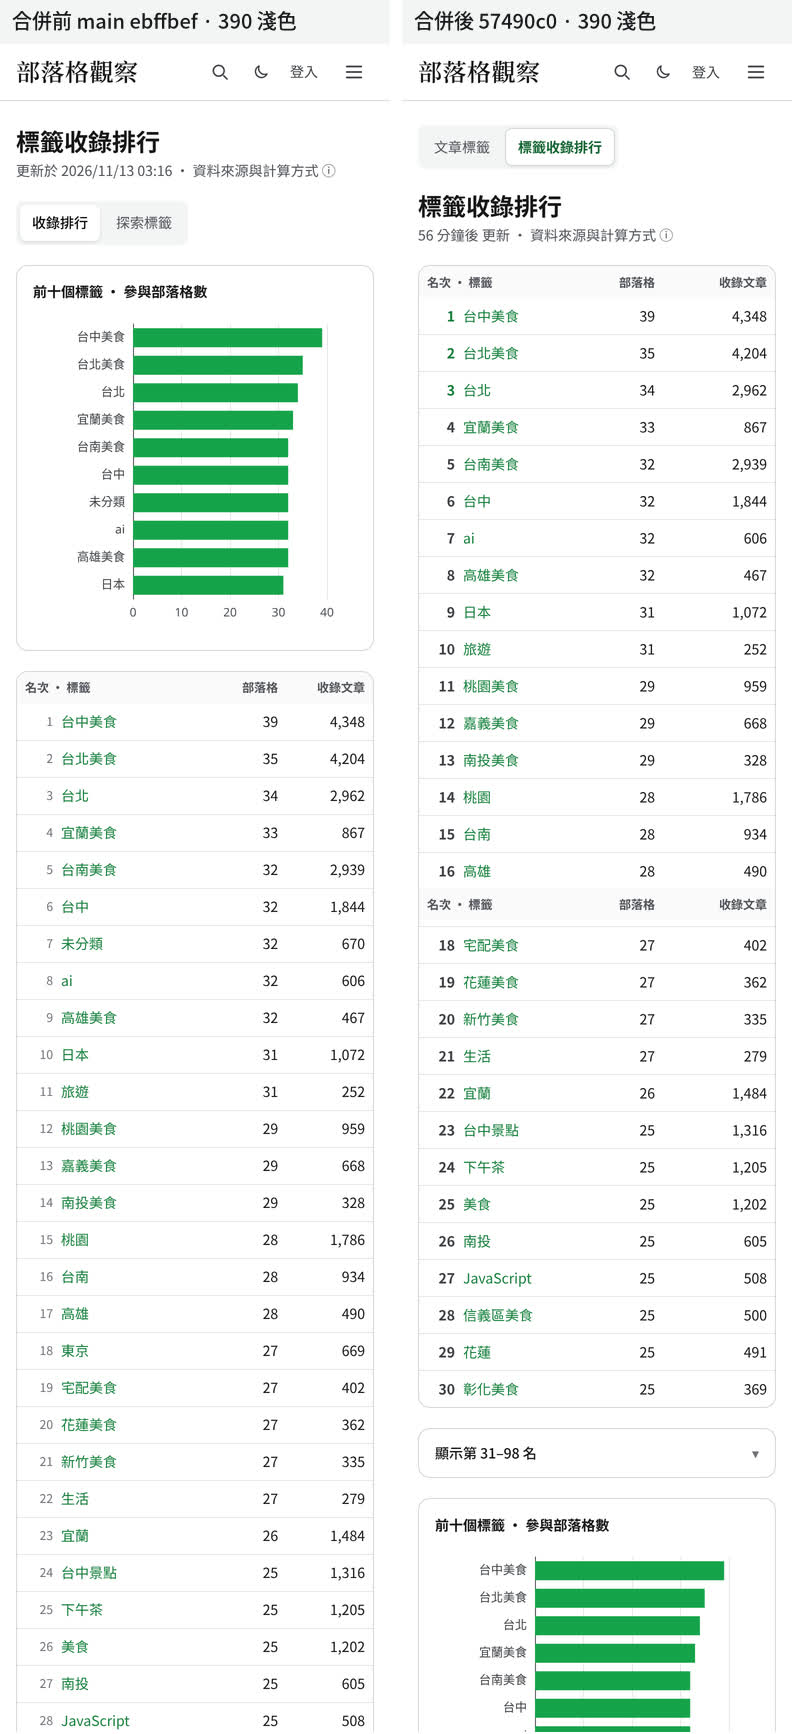 合併前 main ebffbef · 390 淺色
部落格觀察
登入
標籤收錄排行
更新於 2026/11/13 03:16 · 資料來源與計算方式 ⓘ
收錄排行 探索標籤
前十個標籤 · 參與部落格數
台中美食
台北美食
台北
宜蘭美食
台南美食
台中
未分類
ai
高雄美食
日本
0 10 20 30 40
名次 · 標籤 部落格 收錄文章
1 台中美食 39 4,348
2 台北美食 35 4,204
3 台北 34 2,962
4 宜蘭美食 33 867
5 台南美食 32 2,939
6 台中 32 1,844
7 未分類 32 670
8 ai 32 606
9 高雄美食 32 467
10 日本 31 1,072
11 旅遊 31 252
12 桃園美食 29 959
13 嘉義美食 29 668
14 南投美食 29 328
15 桃園 28 1,786
16 台南 28 934
17 高雄 28 490
18 東京 27 669
19 宅配美食 27 402
20 花蓮美食 27 362
21 新竹美食 27 335
22 生活 27 279
23 宜蘭 26 1,484
24 台中景點 25 1,316
25 下午茶 25 1,205
26 美食 25 1,202
27 南投 25 605
28 JavaScript 25 508
合併後 57490c0 · 390 淺色
部落格觀察
登入
文章標籤 標籤收錄排行
標籤收錄排行
56 分鐘後 更新 · 資料來源與計算方式 ⓘ
名次 · 標籤 部落格 收錄文章
1 台中美食 39 4,348
2 台北美食 35 4,204
3 台北 34 2,962
4 宜蘭美食 33 867
5 台南美食 32 2,939
6 台中 32 1,844
7 ai 32 606
8 高雄美食 32 467
9 日本 31 1,072
10 旅遊 31 252
11 桃園美食 29 959
12 嘉義美食 29 668
13 南投美食 29 328
14 桃園 28 1,786
15 台南 28 934
16 高雄 28 490
名次 · 標籤 部落格 收錄文章
18 宅配美食 27 402
19 花蓮美食 27 362
20 新竹美食 27 335
21 生活 27 279
22 宜蘭 26 1,484
23 台中景點 25 1,316
24 下午茶 25 1,205
25 美食 25 1,202
26 南投 25 605
27 JavaScript 25 508
28 信義區美食 25 500
29 花蓮 25 491
30 彰化美食 25 369
顯示第 31–98 名 ▼
前十個標籤 · 參與部落格數
台中美食
台北美食
台北
宜蘭美食
台南美食
台中